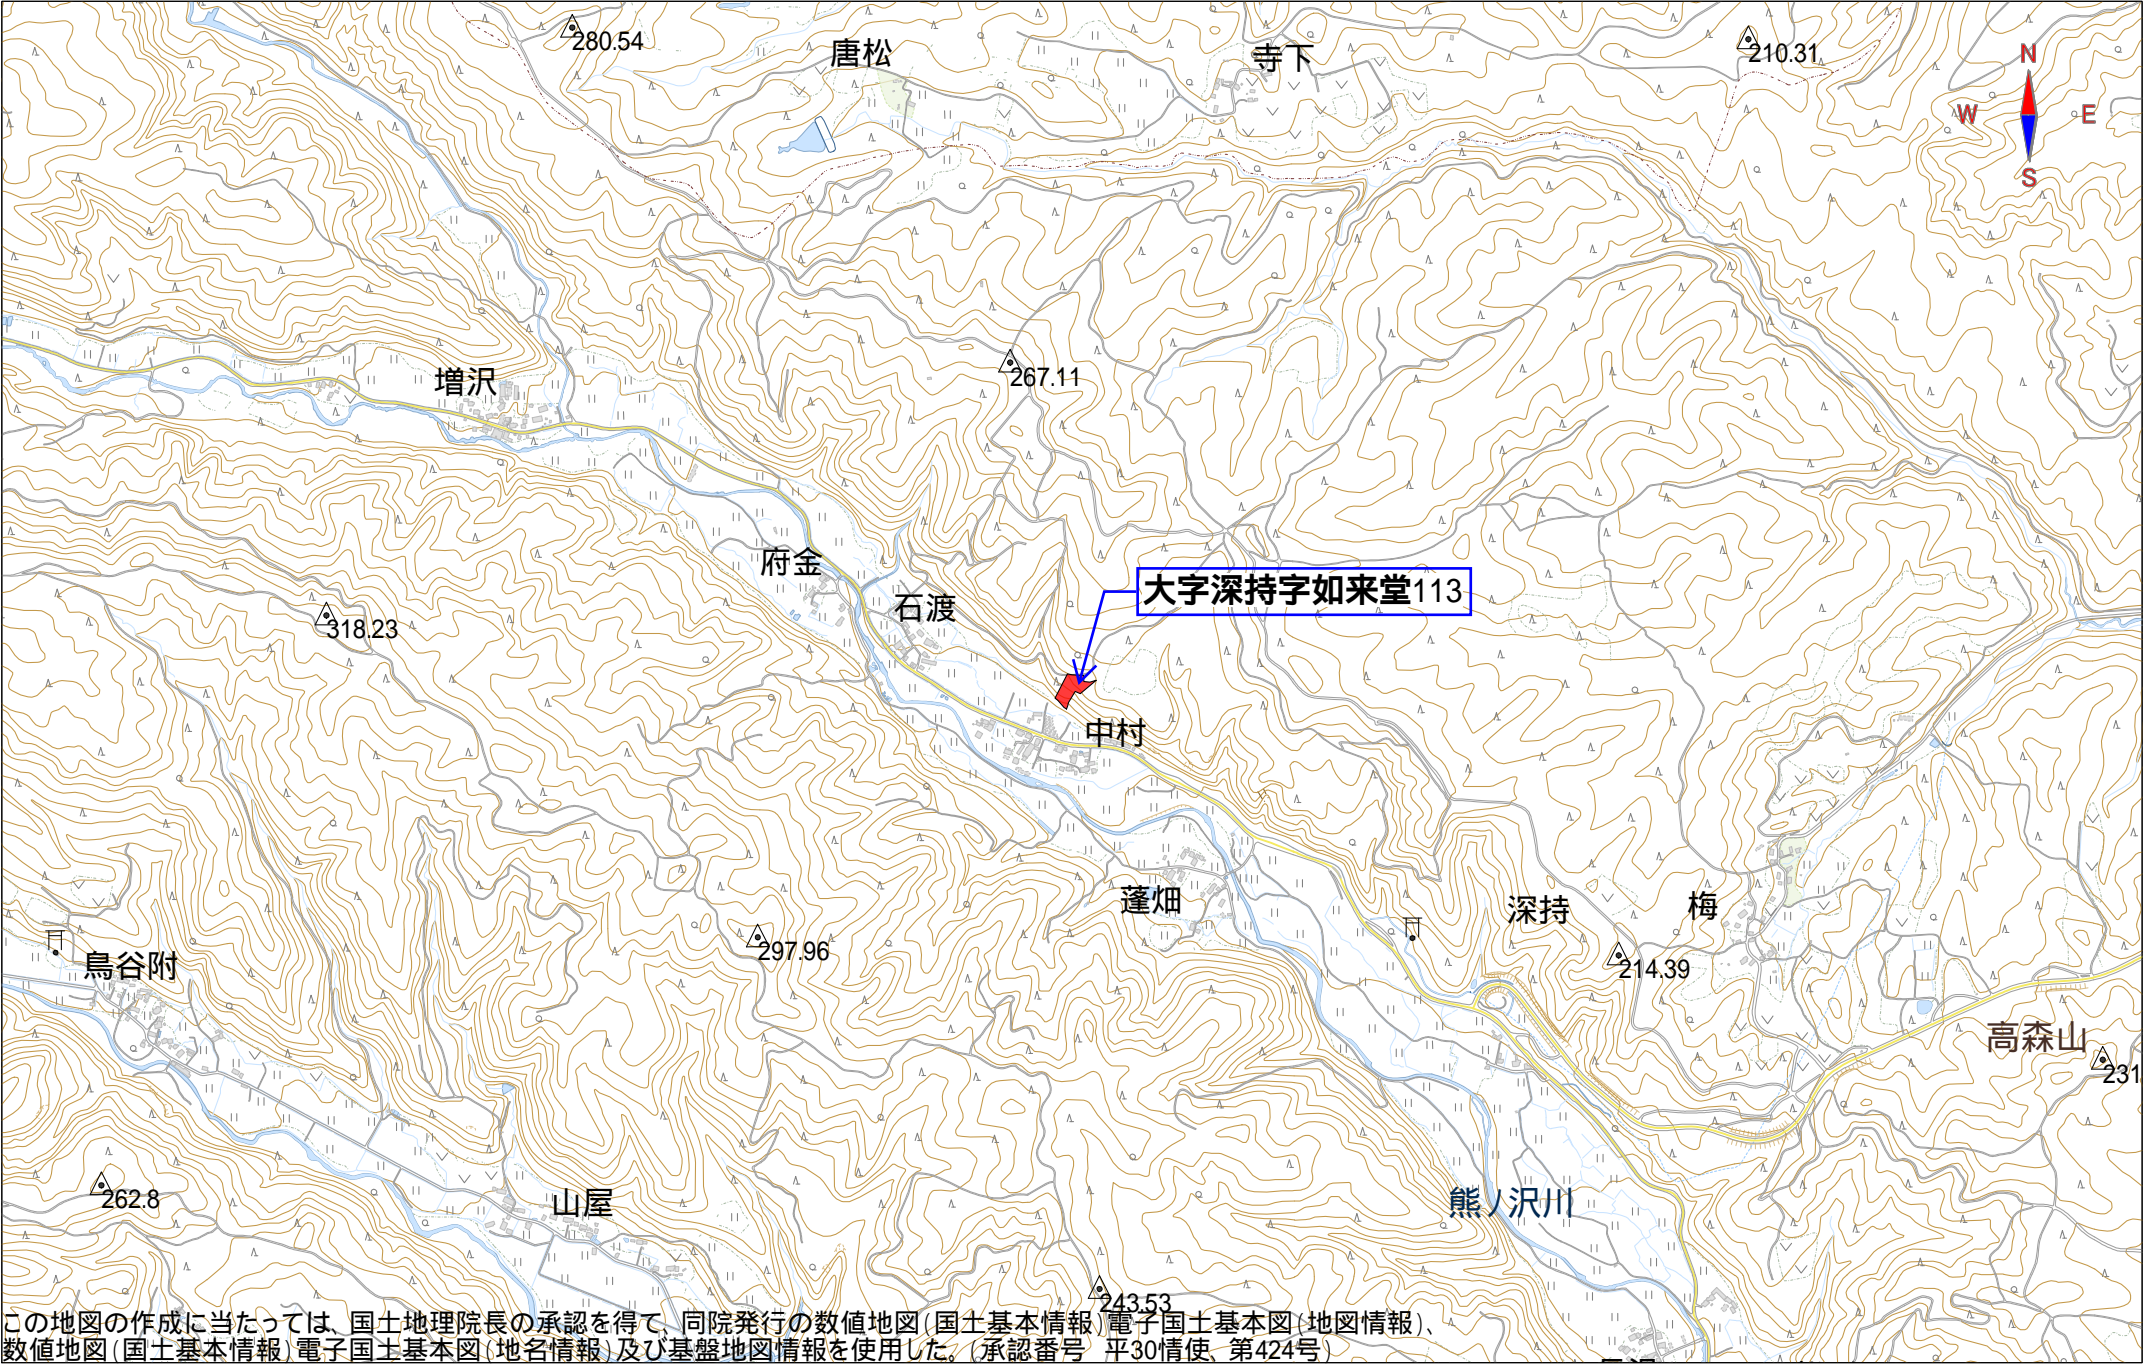 280.54
唐松
寺下
210.31
N
W
E
S
267.11
増沢
府金
石渡
大字深持字如来堂113
318.23
中村
蓬畑
深持
梅
214.39
297.96
鳥谷附
高森山
231
262.8
山屋
熊ノ沢川
243.53
この地図の作成に当たっては、国土地理院長の承認を得て、同院発行の数値地図(国土基本情報)電子国土基本図(地図情報)、
数値地図(国土基本情報)電子国土基本図(地名情報)及び基盤地図情報を使用した。(承認番号 平30情使、第424号)